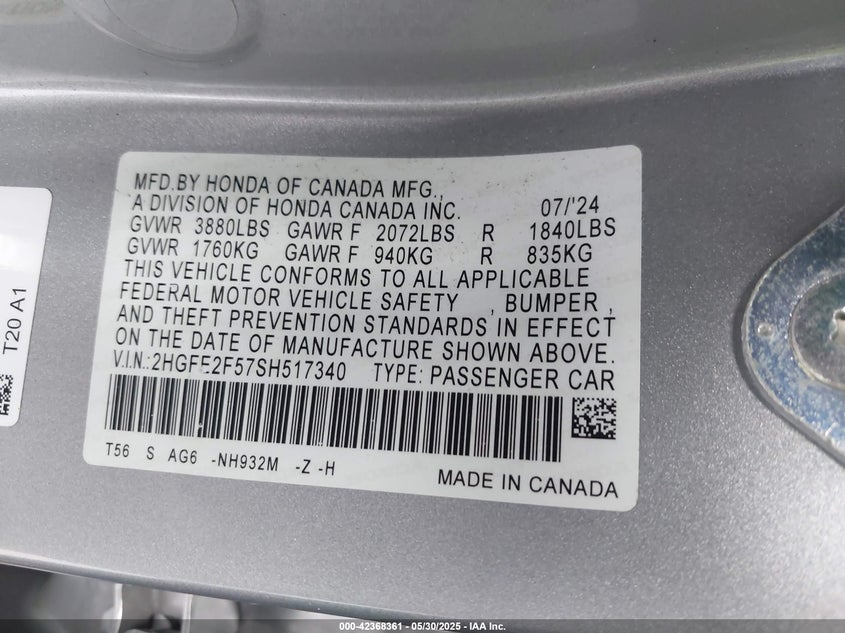 MFD.BY HONDA OF CANADA MFG.,
A DIVISION OF HONDA CANADA INC. 07/'24
GVWR 3880LBS GAWR F 2072LBS R 1840LBS
GVWR 1760KG GAWR F 940KG R 835KG
THIS VEHICLE CONFORMS TO ALL APPLICABLE
FEDERAL MOTOR VEHICLE SAFETY , BUMPER ,
AND THEFT PREVENTION STANDARDS IN EFFECT
ON THE DATE OF MANUFACTURE SHOWN ABOVE.
V.I.N.:2HGFE2F57SH517340 TYPE: PASSENGER CAR
T56 S AG6 -NH932M -Z -H
MADE IN CANADA
T20 A1
000-42368361 — 05/30/2025 — IAA Inc.